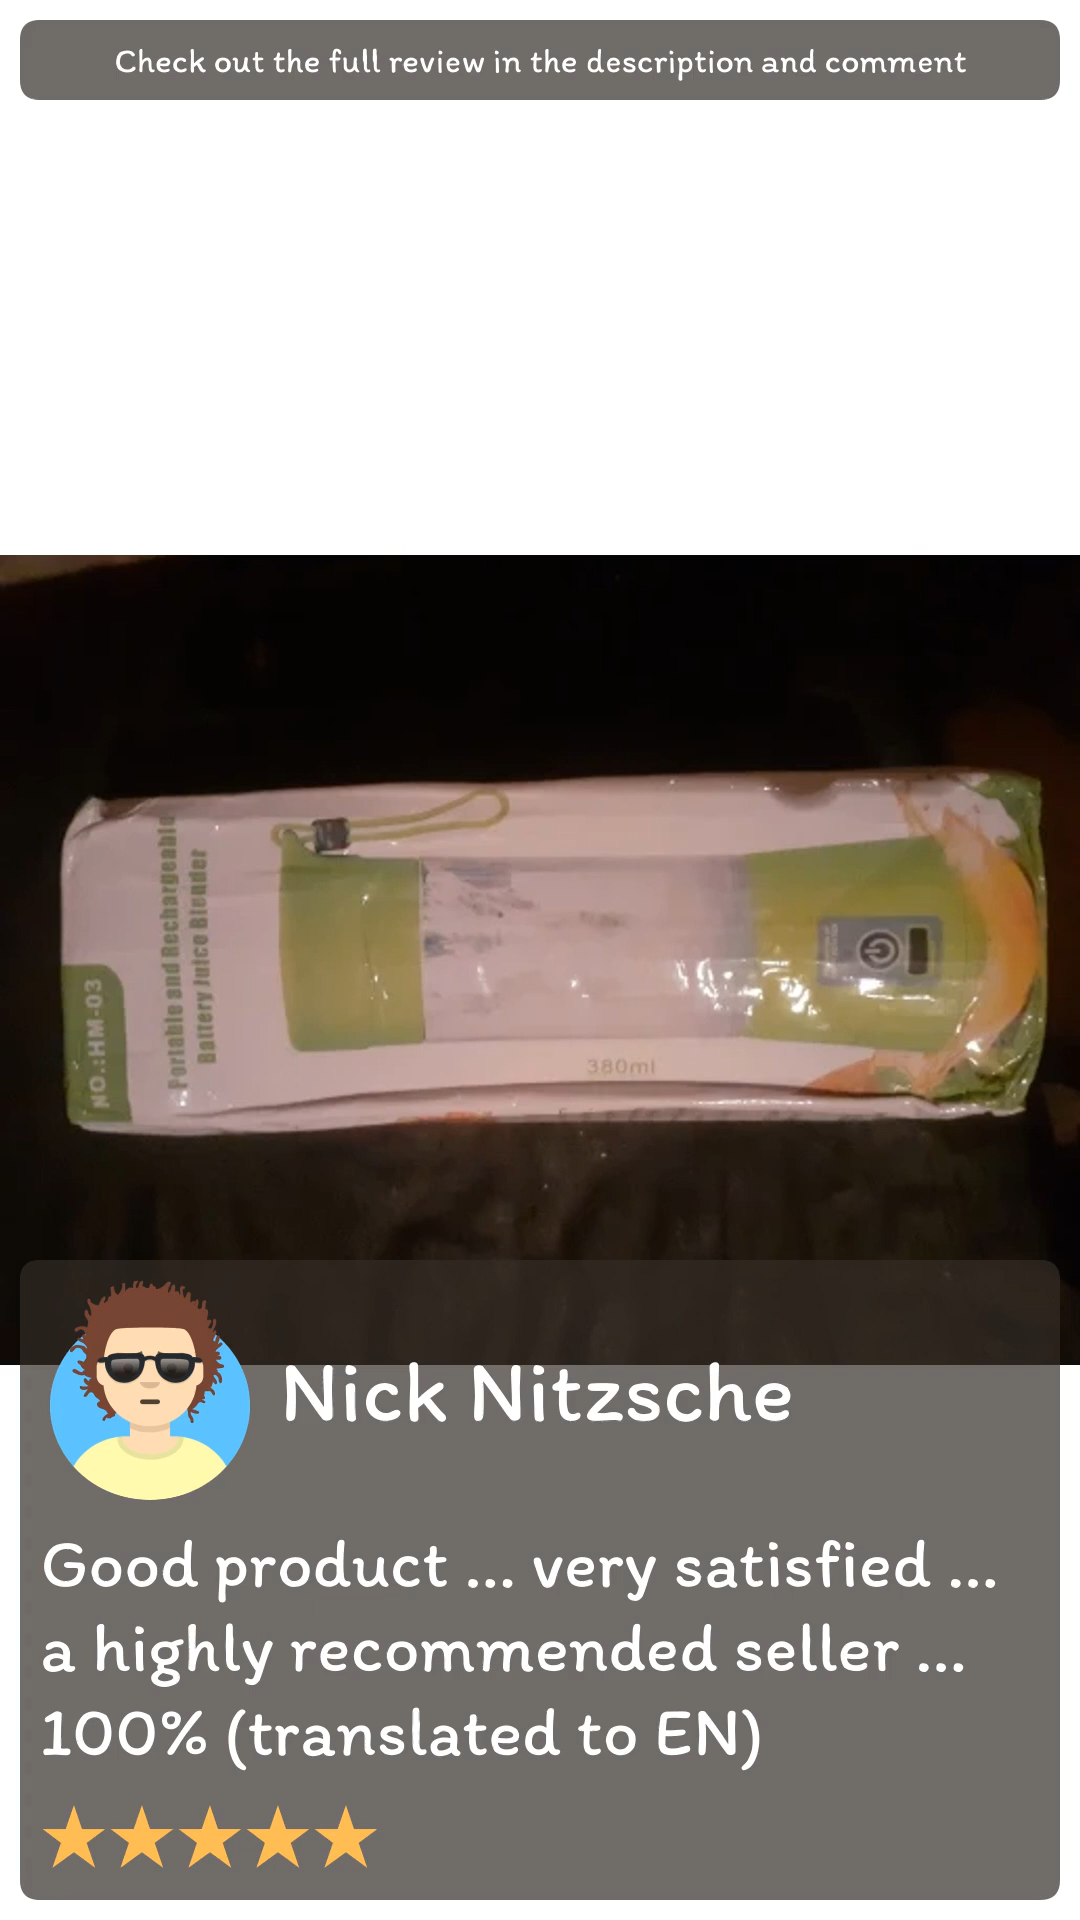 Check out the full review in the description and comment
NO.:HM-03
Portable and Rechargeable
Battery Juice Blender
380ml
Nick Nitzsche
Good product ... very satisfied ...
a highly recommended seller ...
100% (translated to EN)